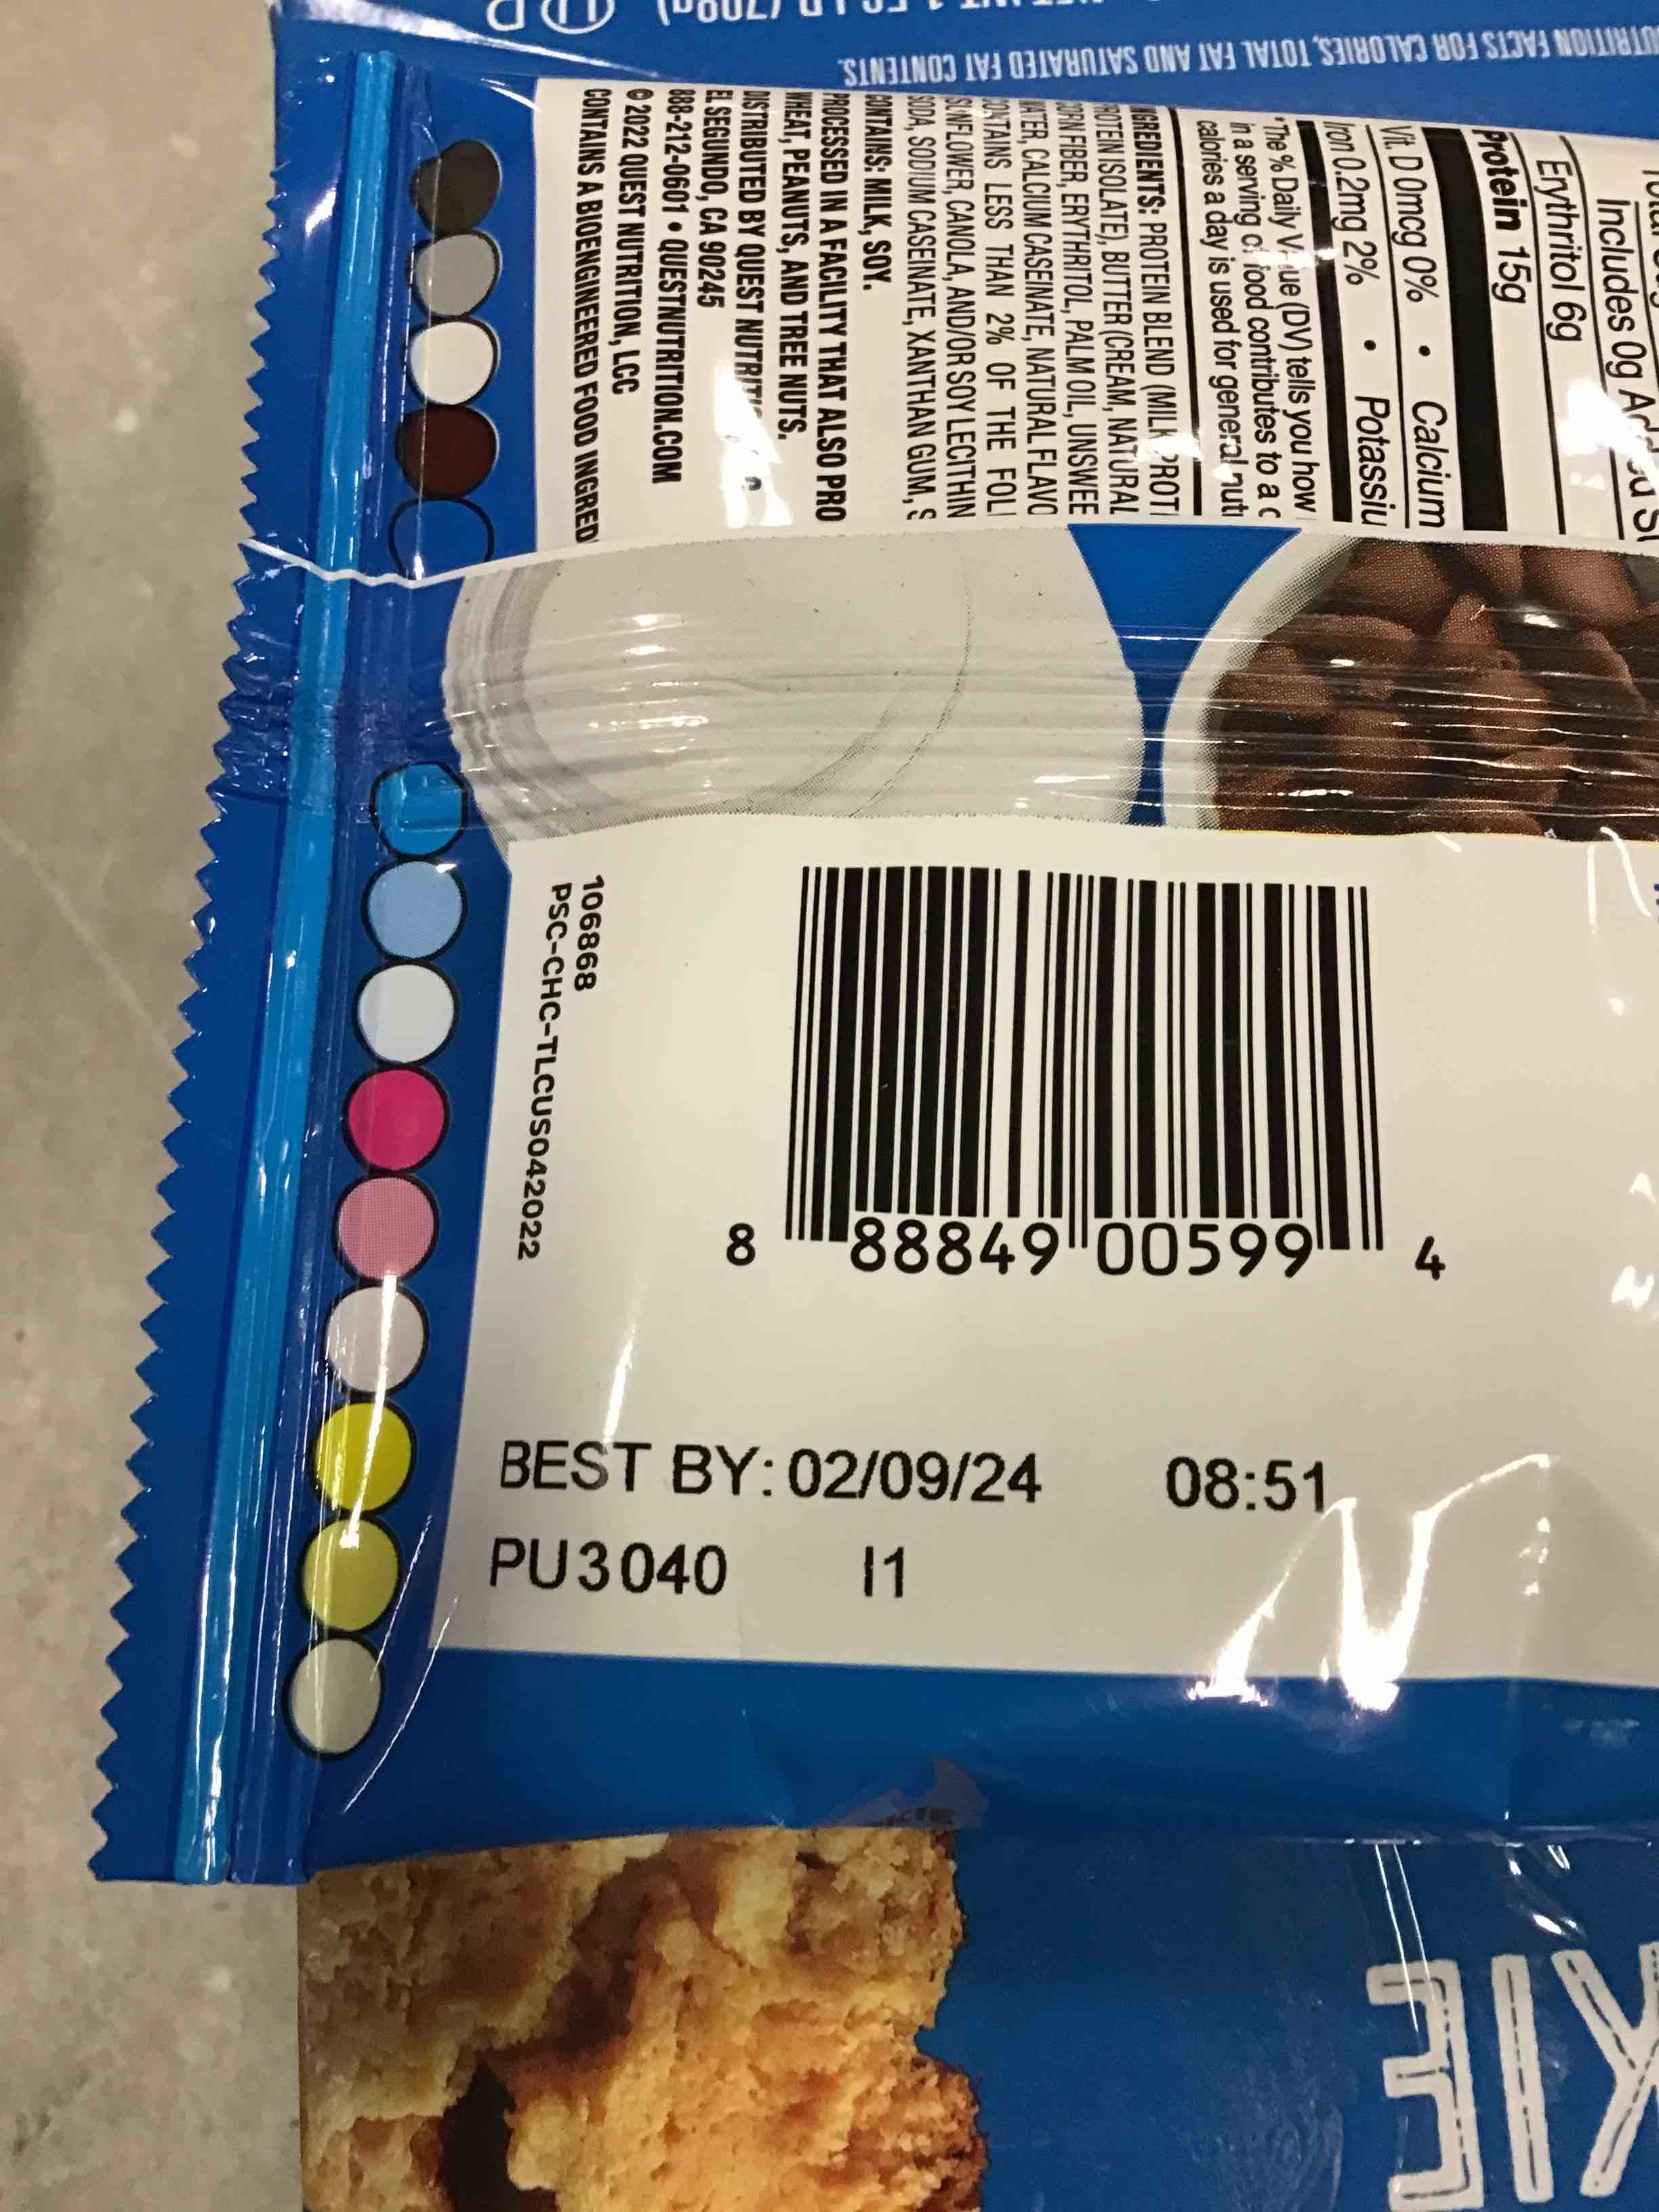 NUTRITION FACTS FOR CALORIES, TOTAL FAT AND SATURATED FAT CONTENTS.
Includes 0g Added
Erythritol 6g
Protein 15g
Vit. D 0mcg 0% • Calcium
Iron 0.2mg 2% • Potassiu
*The % Daily Value (DV) tells you how
in a serving of food contributes to a
calories a day is used for general nutri
INGREDIENTS: PROTEIN BLEND (MILK PROT
PROTEIN ISOLATE), BUTTER (CREAM, NATURAL
CORN FIBER, ERYTHRITOL, PALM OIL, UNSWEE
WATER, CALCIUM CASEINATE, NATURAL FLAVO
CONTAINS LESS THAN 2% OF THE FOL
SUNFLOWER, CANOLA, AND/OR SOY LECITHIN
SODA, SODIUM CASEINATE, XANTHAN GUM, S
CONTAINS: MILK, SOY.
PROCESSED IN A FACILITY THAT ALSO PRO
WHEAT, PEANUTS, AND TREE NUTS.
DISTRIBUTED BY QUEST NUTRITI
EL SEGUNDO, CA 90245
888-212-0601 • QUESTNUTRITION.COM
© 2022 QUEST NUTRITION, LCC
CONTAINS A BIOENGINEERED FOOD INGRED
106868
PSC-CHC-TLCUS042022
8 88849 00599 4
BEST BY: 02/09/24 08:51
PU3040 I1
KIE